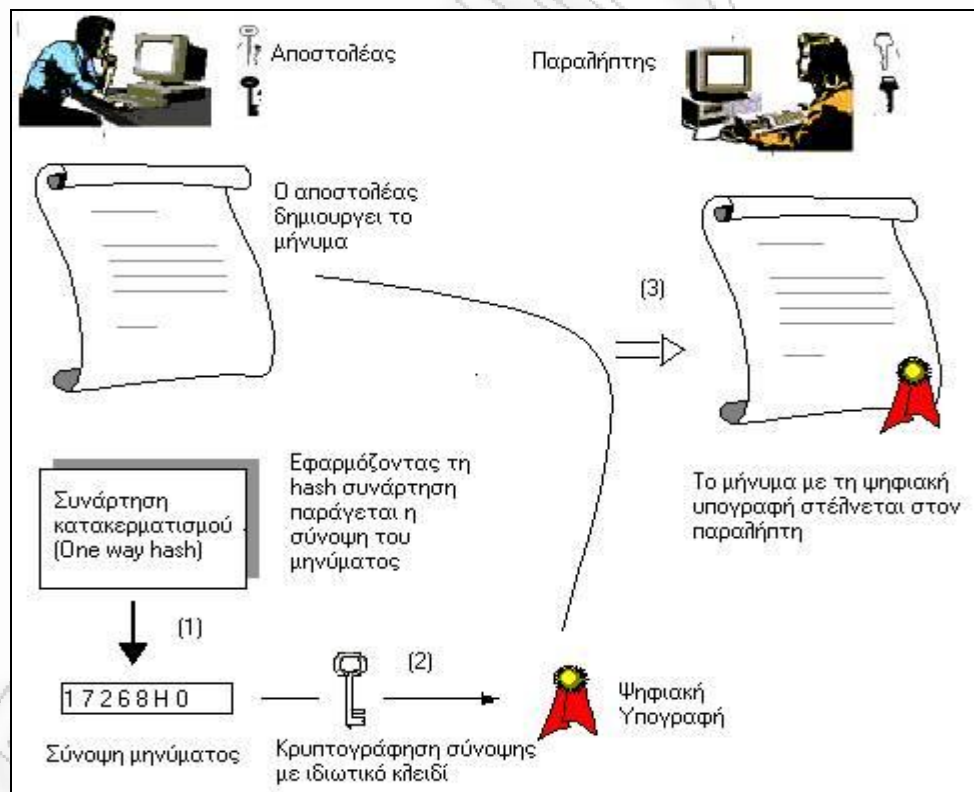 Αποστολέας
Παραλήπτης
Ο αποστολέας
δημιουργει το
μήνυμα
(3)
Συνάρτηση
κατακερματισμού
(One way hash)
Εφαρμόζοντας τη
hash συνάρτηση
παράγεται η
σύνοψη του
μηνύματος
Το μήνυμα με τη ψηφιακή
υπογραφή στέλνεται στον
παραλήπτη
(1)
17268H0
Σύνοψη μηνύματος
(2)
Κρυπτογράφηση σύνοψης
με ιδιωτικό κλειδί
Ψηφιακή
Υπογραφή